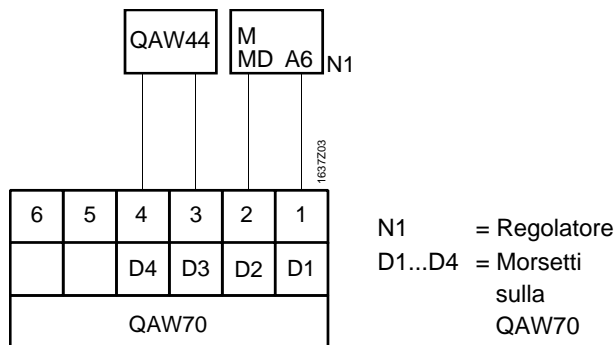 QAW44
M
MD A6
N1
1637Z03
6 5 4 3 2 1
D4 D3 D2 D1
QAW70
N1 = Regolatore
D1...D4 = Morsetti
sulla
QAW70